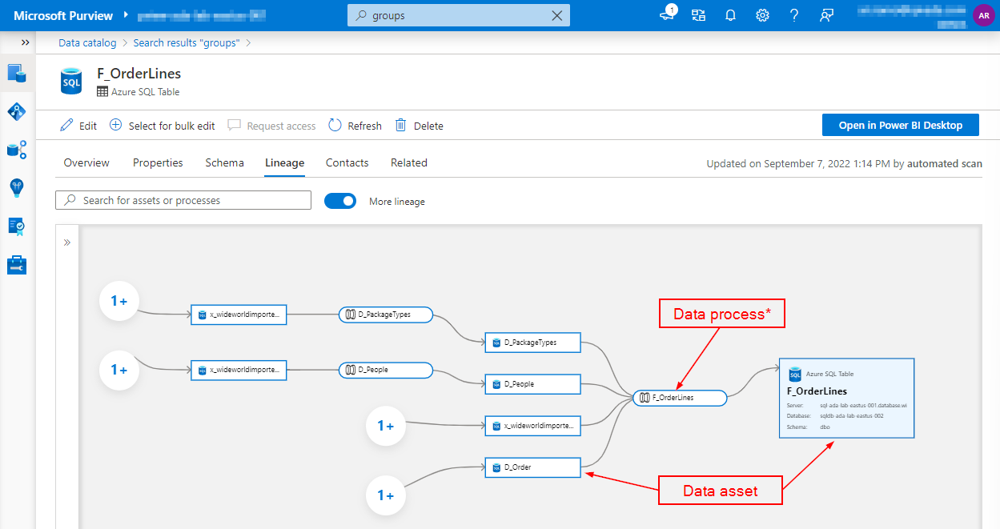 Microsoft Purview
groups
1
AR
Data catalog > Search results "groups" >
SQL
F_OrderLines
Azure SQL Table
Edit
Select for bulk edit
Request access
Refresh
Delete
Open in Power BI Desktop
Overview
Properties
Schema
Lineage
Contacts
Related
Updated on September 7, 2022 1:14 PM by automated scan
Search for assets or processes
More lineage
1+
x_wideworldimporte...
D_PackageTypes
Data process*
D_PackageTypes
1+
x_wideworldimporte...
D_People
D_People
F_OrderLines
SQL
Azure SQL Table
F_OrderLines
Server: sql-ada-lab-eastus-001.database.wi
Database: sqldb-ada-lab-eastus-002
Schema: dbo
1+
x_wideworldimporte...
D_Order
1+
Data asset